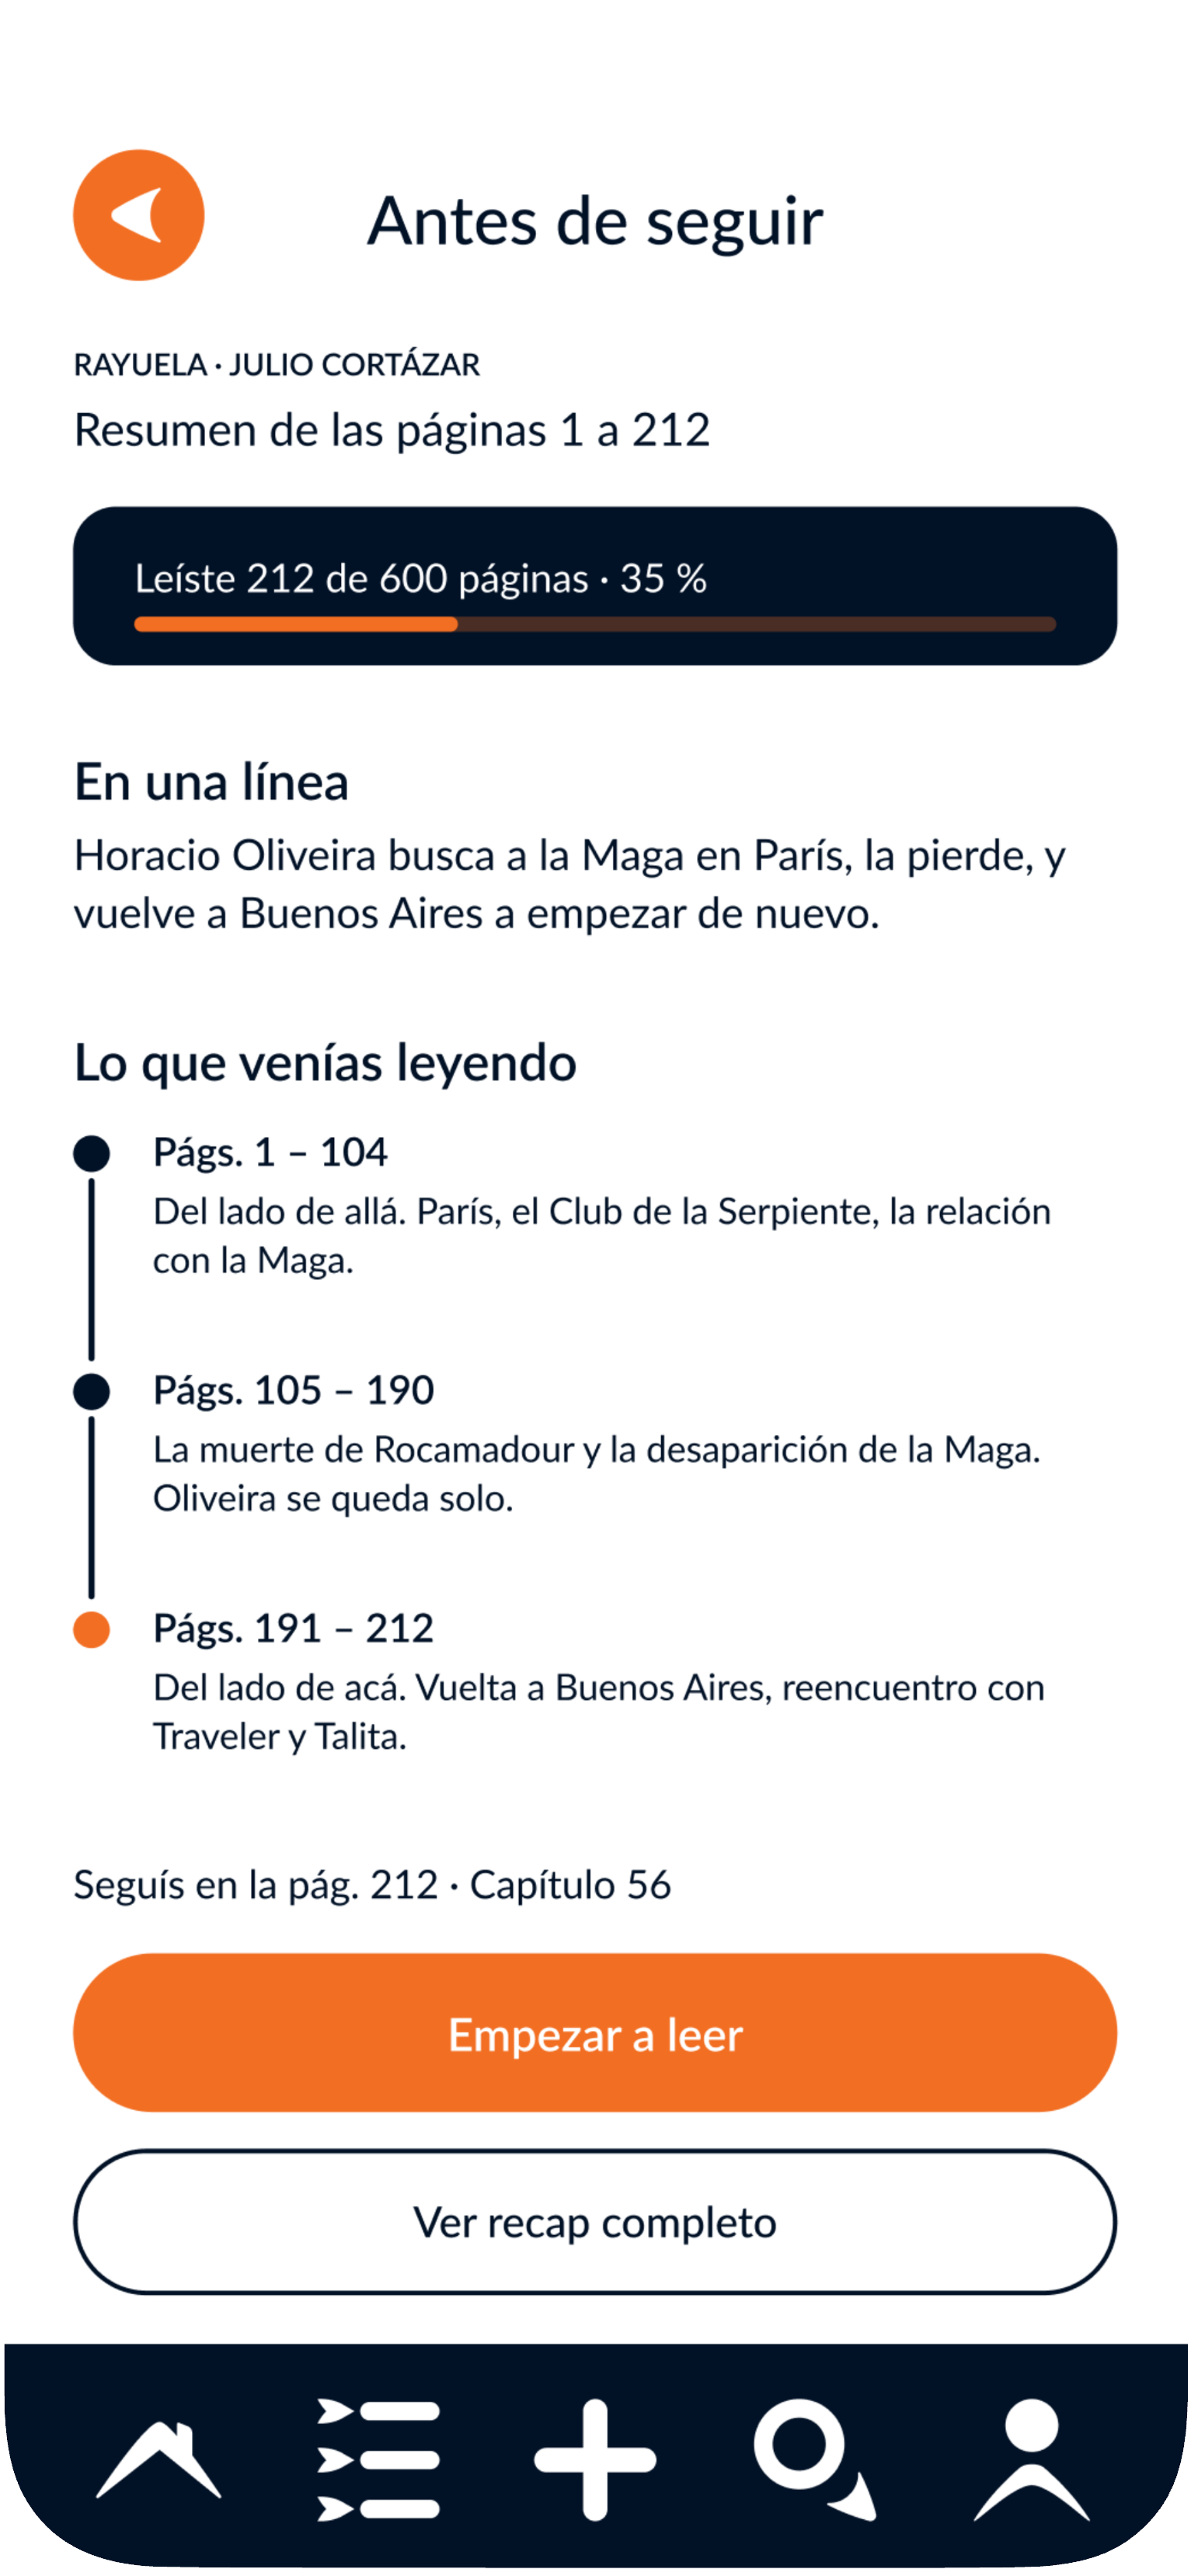 Antes de seguir
RAYUELA · JULIO CORTÁZAR
Resumen de las páginas 1 a 212
Leíste 212 de 600 páginas · 35 %
En una línea
Horacio Oliveira busca a la Maga en París, la pierde, y
vuelve a Buenos Aires a empezar de nuevo.
Lo que venías leyendo
Págs. 1 – 104
Del lado de allá. París, el Club de la Serpiente, la relación
con la Maga.
Págs. 105 – 190
La muerte de Rocamadour y la desaparición de la Maga.
Oliveira se queda solo.
Págs. 191 – 212
Del lado de acá. Vuelta a Buenos Aires, reencuentro con
Traveler y Talita.
Seguís en la pág. 212 · Capítulo 56
Empezar a leer
Ver recap completo